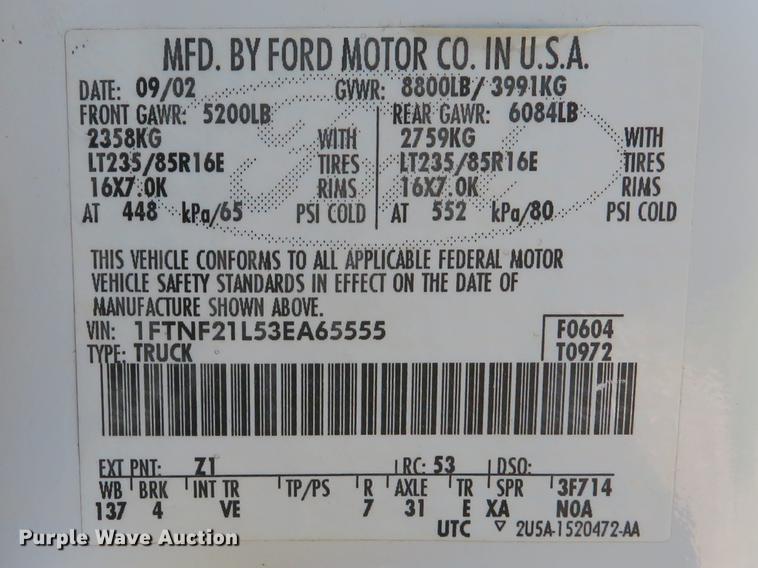 MFD. BY FORD MOTOR CO. IN U.S.A.
DATE: 09/02 GVWR: 8800LB/ 3991KG
FRONT GAWR: 5200LB REAR GAWR: 6084LB
2358KG WITH 2759KG WITH
LT235/85R16E TIRES LT235/85R16E TIRES
16X7.0K RIMS 16X7.0K RIMS
AT 448 kPa/65 PSI COLD AT 552 kPa/80 PSI COLD
THIS VEHICLE CONFORMS TO ALL APPLICABLE FEDERAL MOTOR
VEHICLE SAFETY STANDARDS IN EFFECT ON THE DATE OF
MANUFACTURE SHOWN ABOVE.
VIN: 1FTNF21L53EA65555 F0604
TYPE: TRUCK T0972
EXT PNT: Z1 RC: 53 DSO:
WB BRK INT TR TP/PS R AXLE TR SPR 3F714
137 4 VE 7 31 E XA NOA
UTC ▽ 2U5A-1520472-AA
Purple Wave Auction